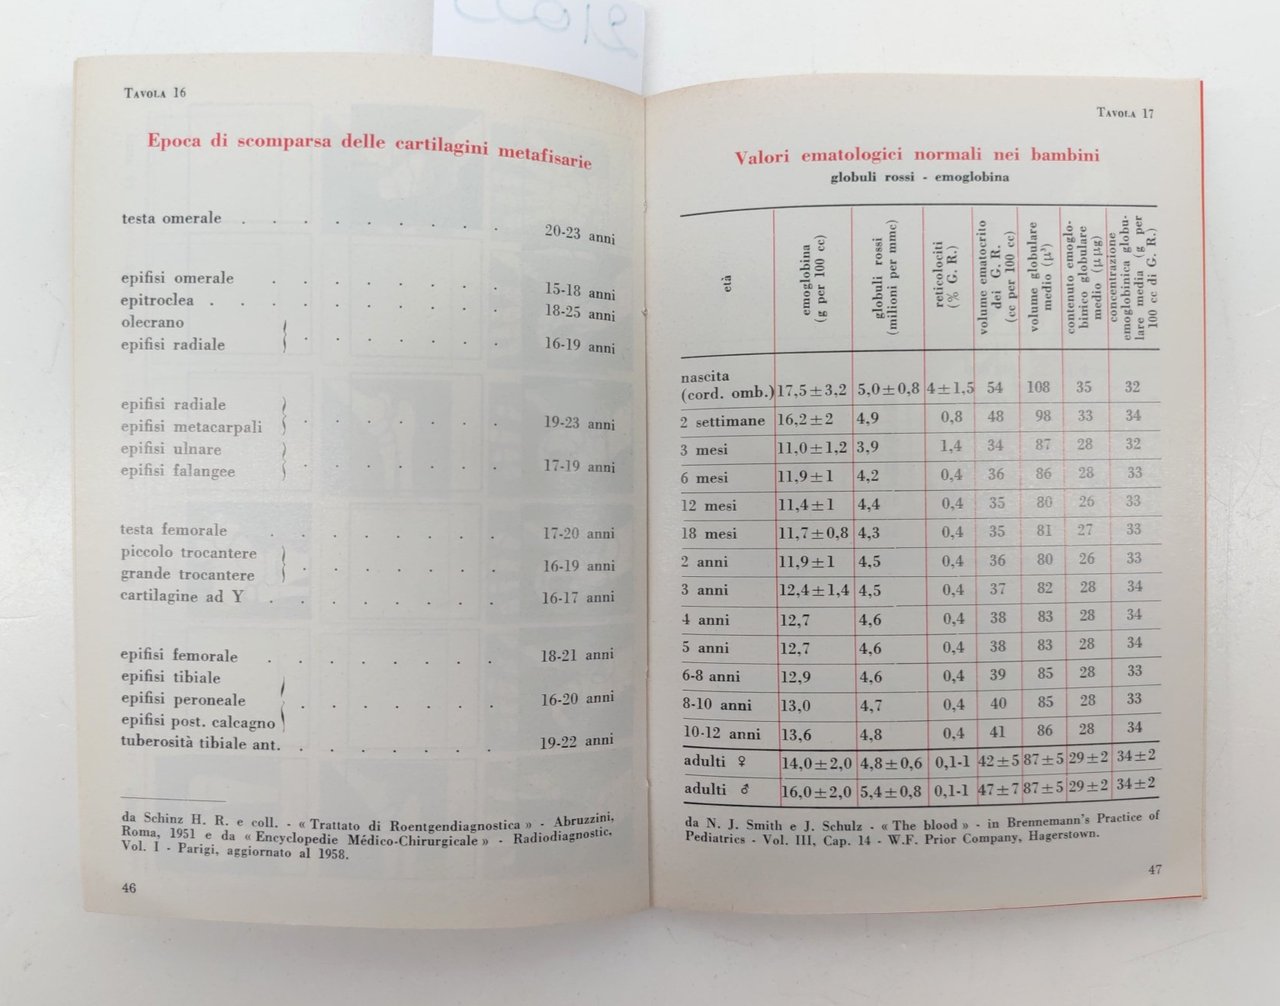 TAVOLA 16
Epoca di scomparsa delle cartilagini metafisarie
testa omerale . . . . . . . . . 20-23 anni
epifisi omerale . . . . . . . . 15-18 anni
epitroclea . . . . . . . . . 18-25 anni
olecrano
epifisi radiale . . . . . . . 16-19 anni
epifisi radiale
epifisi metacarpali . . . . . . . 19-23 anni
epifisi ulnare
epifisi falangee . . . . . . . 17-19 anni
testa femorale . . . . . . . . 17-20 anni
piccolo trocantere
grande trocantere . . . . . . . 16-19 anni
cartilagine ad Y . . . . . . . . 16-17 anni
epifisi femorale . . . . . . . . 18-21 anni
epifisi tibiale
epifisi peroneale . . . . . . . 16-20 anni
epifisi post. calcagno
tuberosità tibiale ant. . . . . . . . 19-22 anni
da Schinz H. R. e coll. - « Trattato di Roentgendiagnostica » - Abruzzini,
Roma, 1951 e da « Encyclopedie Médico-Chirurgicale » - Radiodiagnostic,
Vol. I - Parigi, aggiornato al 1958.
46
TAVOLA 17
Valori ematologici normali nei bambini
globuli rossi - emoglobina
età
emoglobina
(g per 100 cc)
globuli rossi
(milioni per mmc)
reticolociti
(% G. R.)
volume ematocrito
dei G. R.
(cc per 100 cc)
volume globulare
medio (μ³)
contenuto emoglo-
binico globulare
medio (μμg)
concentrazione
emoglobinica globu-
lare media (g per
100 cc di G. R.)
nascita
(cord. omb.) 17,5±3,2 5,0±0,8 4±1,5 54 108 35 32
2 settimane 16,2±2 4,9 0,8 48 98 33 34
3 mesi 11,0±1,2 3,9 1,4 34 87 28 32
6 mesi 11,9±1 4,2 0,4 36 86 28 33
12 mesi 11,4±1 4,4 0,4 35 80 26 33
18 mesi 11,7±0,8 4,3 0,4 35 81 27 33
2 anni 11,9±1 4,5 0,4 36 80 26 33
3 anni 12,4±1,4 4,5 0,4 37 82 28 34
4 anni 12,7 4,6 0,4 38 83 28 34
5 anni 12,7 4,6 0,4 38 83 28 34
6-8 anni 12,9 4,6 0,4 39 85 28 33
8-10 anni 13,0 4,7 0,4 40 85 28 33
10-12 anni 13,6 4,8 0,4 41 86 28 34
adulti ♀ 14,0±2,0 4,8±0,6 0,1-1 42±5 87±5 29±2 34±2
adulti ♂ 16,0±2,0 5,4±0,8 0,1-1 47±7 87±5 29±2 34±2
da N. J. Smith e J. Schulz - « The blood » - in Brennemann's Practice of
Pediatrics - Vol. III, Cap. 14 - W.F. Prior Company, Hagerstown.
47